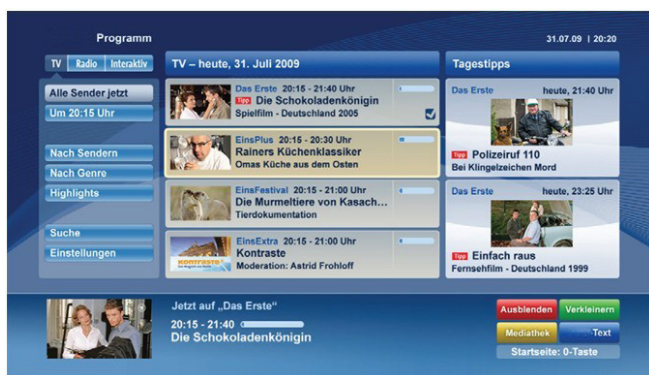 Programm
31.07.09 | 20:20
TV Radio Interaktiv
TV – heute, 31. Juli 2009
Tagestipps
Alle Sender jetzt
Um 20:15 Uhr
Nach Sendern
Nach Genre
Highlights
Suche
Einstellungen
Das Erste 20:15 - 21:40 Uhr
Tipp Die Schokoladenkönigin
Spielfilm - Deutschland 2005
EinsPlus 20:15 - 20:30 Uhr
Rainers Küchenklassiker
Omas Küche aus dem Osten
EinsFestival 20:15 - 21:00 Uhr
Die Murmeltiere von Kasach...
Tierdokumentation
KONTRASTE
EinsExtra 20:15 - 21:00 Uhr
Kontraste
Moderation: Astrid Frohloff
Das Erste heute, 21:40 Uhr
Tipp Polizeiruf 110
Bei Klingelzeichen Mord
Das Erste heute, 23:25 Uhr
Tipp Einfach raus
Fernsehfilm - Deutschland 1999
Jetzt auf „Das Erste“
20:15 - 21:40
Die Schokoladenkönigin
Ausblenden Verkleinern
Mediathek Text
Startseite: 0-Taste